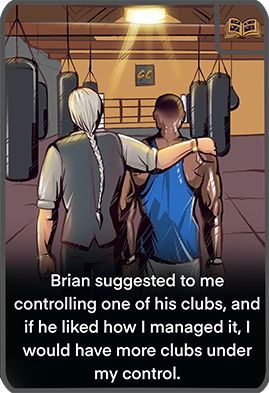 GC
Brian suggested to me
controlling one of his clubs, and
if he liked how I managed it, I
would have more clubs under
my control.